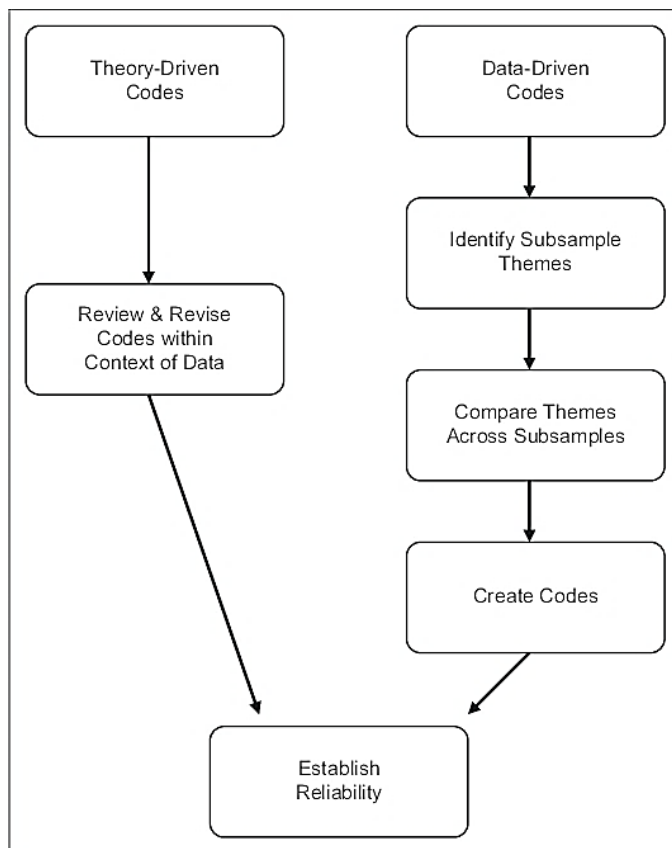 Theory-Driven
Codes
Data-Driven
Codes
Identify Subsample
Themes
Review & Revise
Codes within
Context of Data
Compare Themes
Across Subsamples
Create Codes
Establish
Reliability